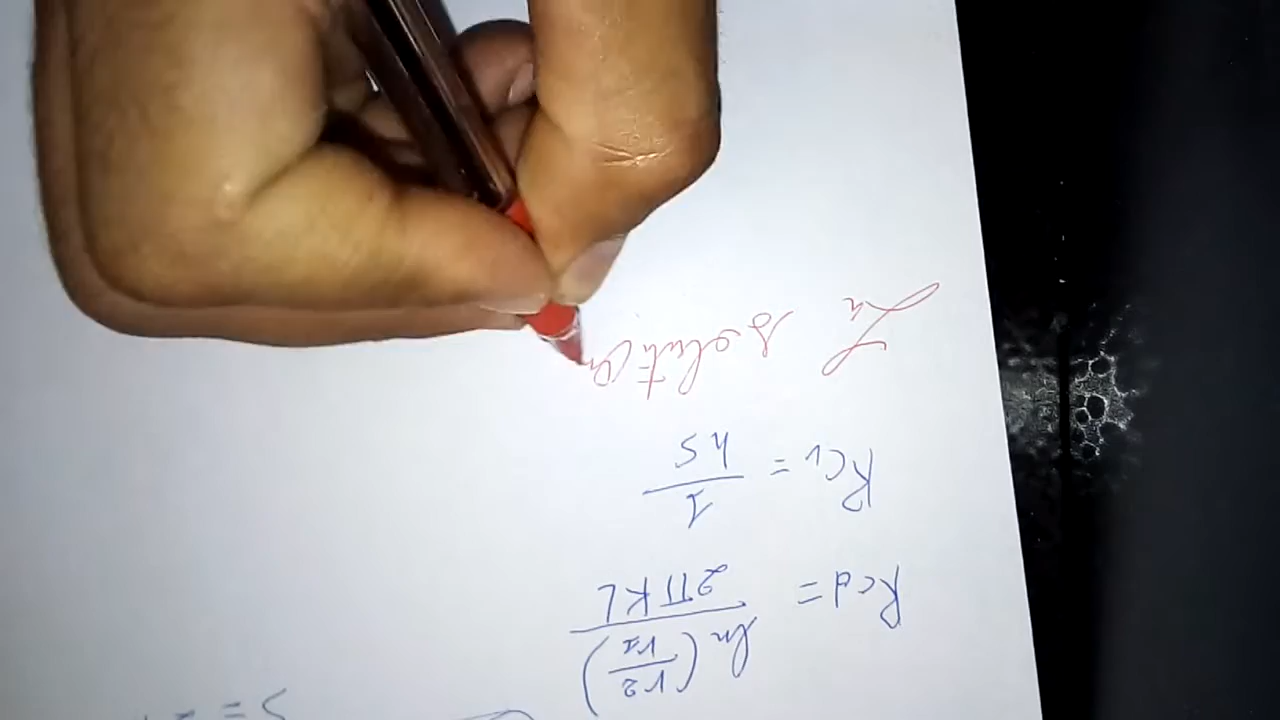 S =
Rcd = ln(r2/r1) / 2πKL
Rcv = 1 / hS
La solution